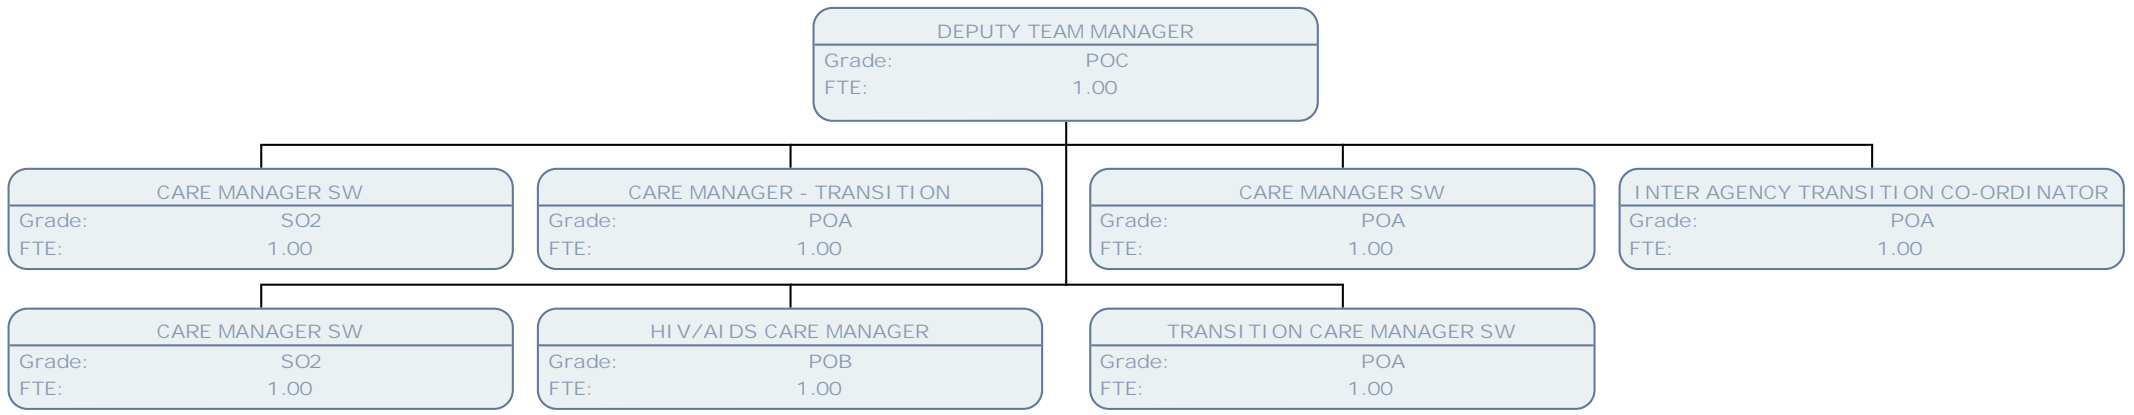 DEPUTY TEAM MANAGER
Grade: POC
FTE: 1.00
CARE MANAGER SW
Grade: SO2
FTE: 1.00
CARE MANAGER - TRANSITION
Grade: POA
FTE: 1.00
CARE MANAGER SW
Grade: POA
FTE: 1.00
INTER AGENCY TRANSITION CO-ORDINATOR
Grade: POA
FTE: 1.00
CARE MANAGER SW
Grade: SO2
FTE: 1.00
HIV/AIDS CARE MANAGER
Grade: POB
FTE: 1.00
TRANSITION CARE MANAGER SW
Grade: POA
FTE: 1.00